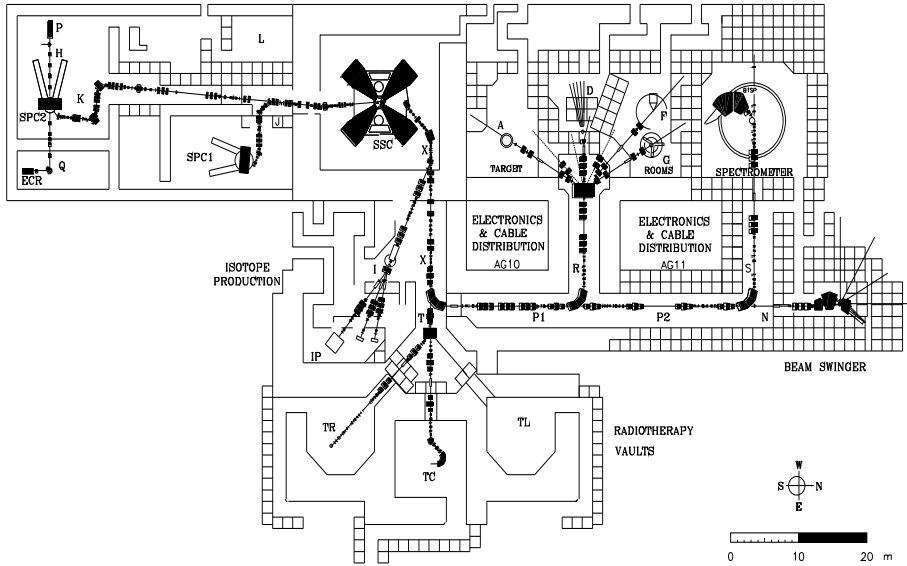 P
H
L
K
SPC2
J
SPC1
SSC
X
Q
ECR
D
A
F
G
TARGET
ROOMS
B1SP
SPECTROMETER
ELECTRONICS
& CABLE
DISTRIBUTION
AG10
ELECTRONICS
& CABLE
DISTRIBUTION
AG11
ISOTOPE
PRODUCTION
I
X
R
S
T
P1
P2
N
IP
BEAM SWINGER
TR
TL
TC
RADIOTHERAPY
VAULTS
W
S
N
E
0 10 20 m